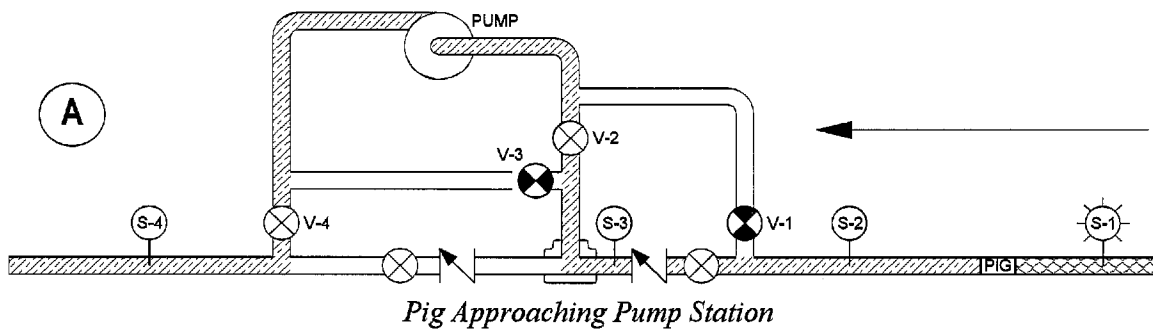 PUMP
A
V-2
V-3
S-4
V-4
S-3
V-1
S-2
S-1
PIG
Pig Approaching Pump Station